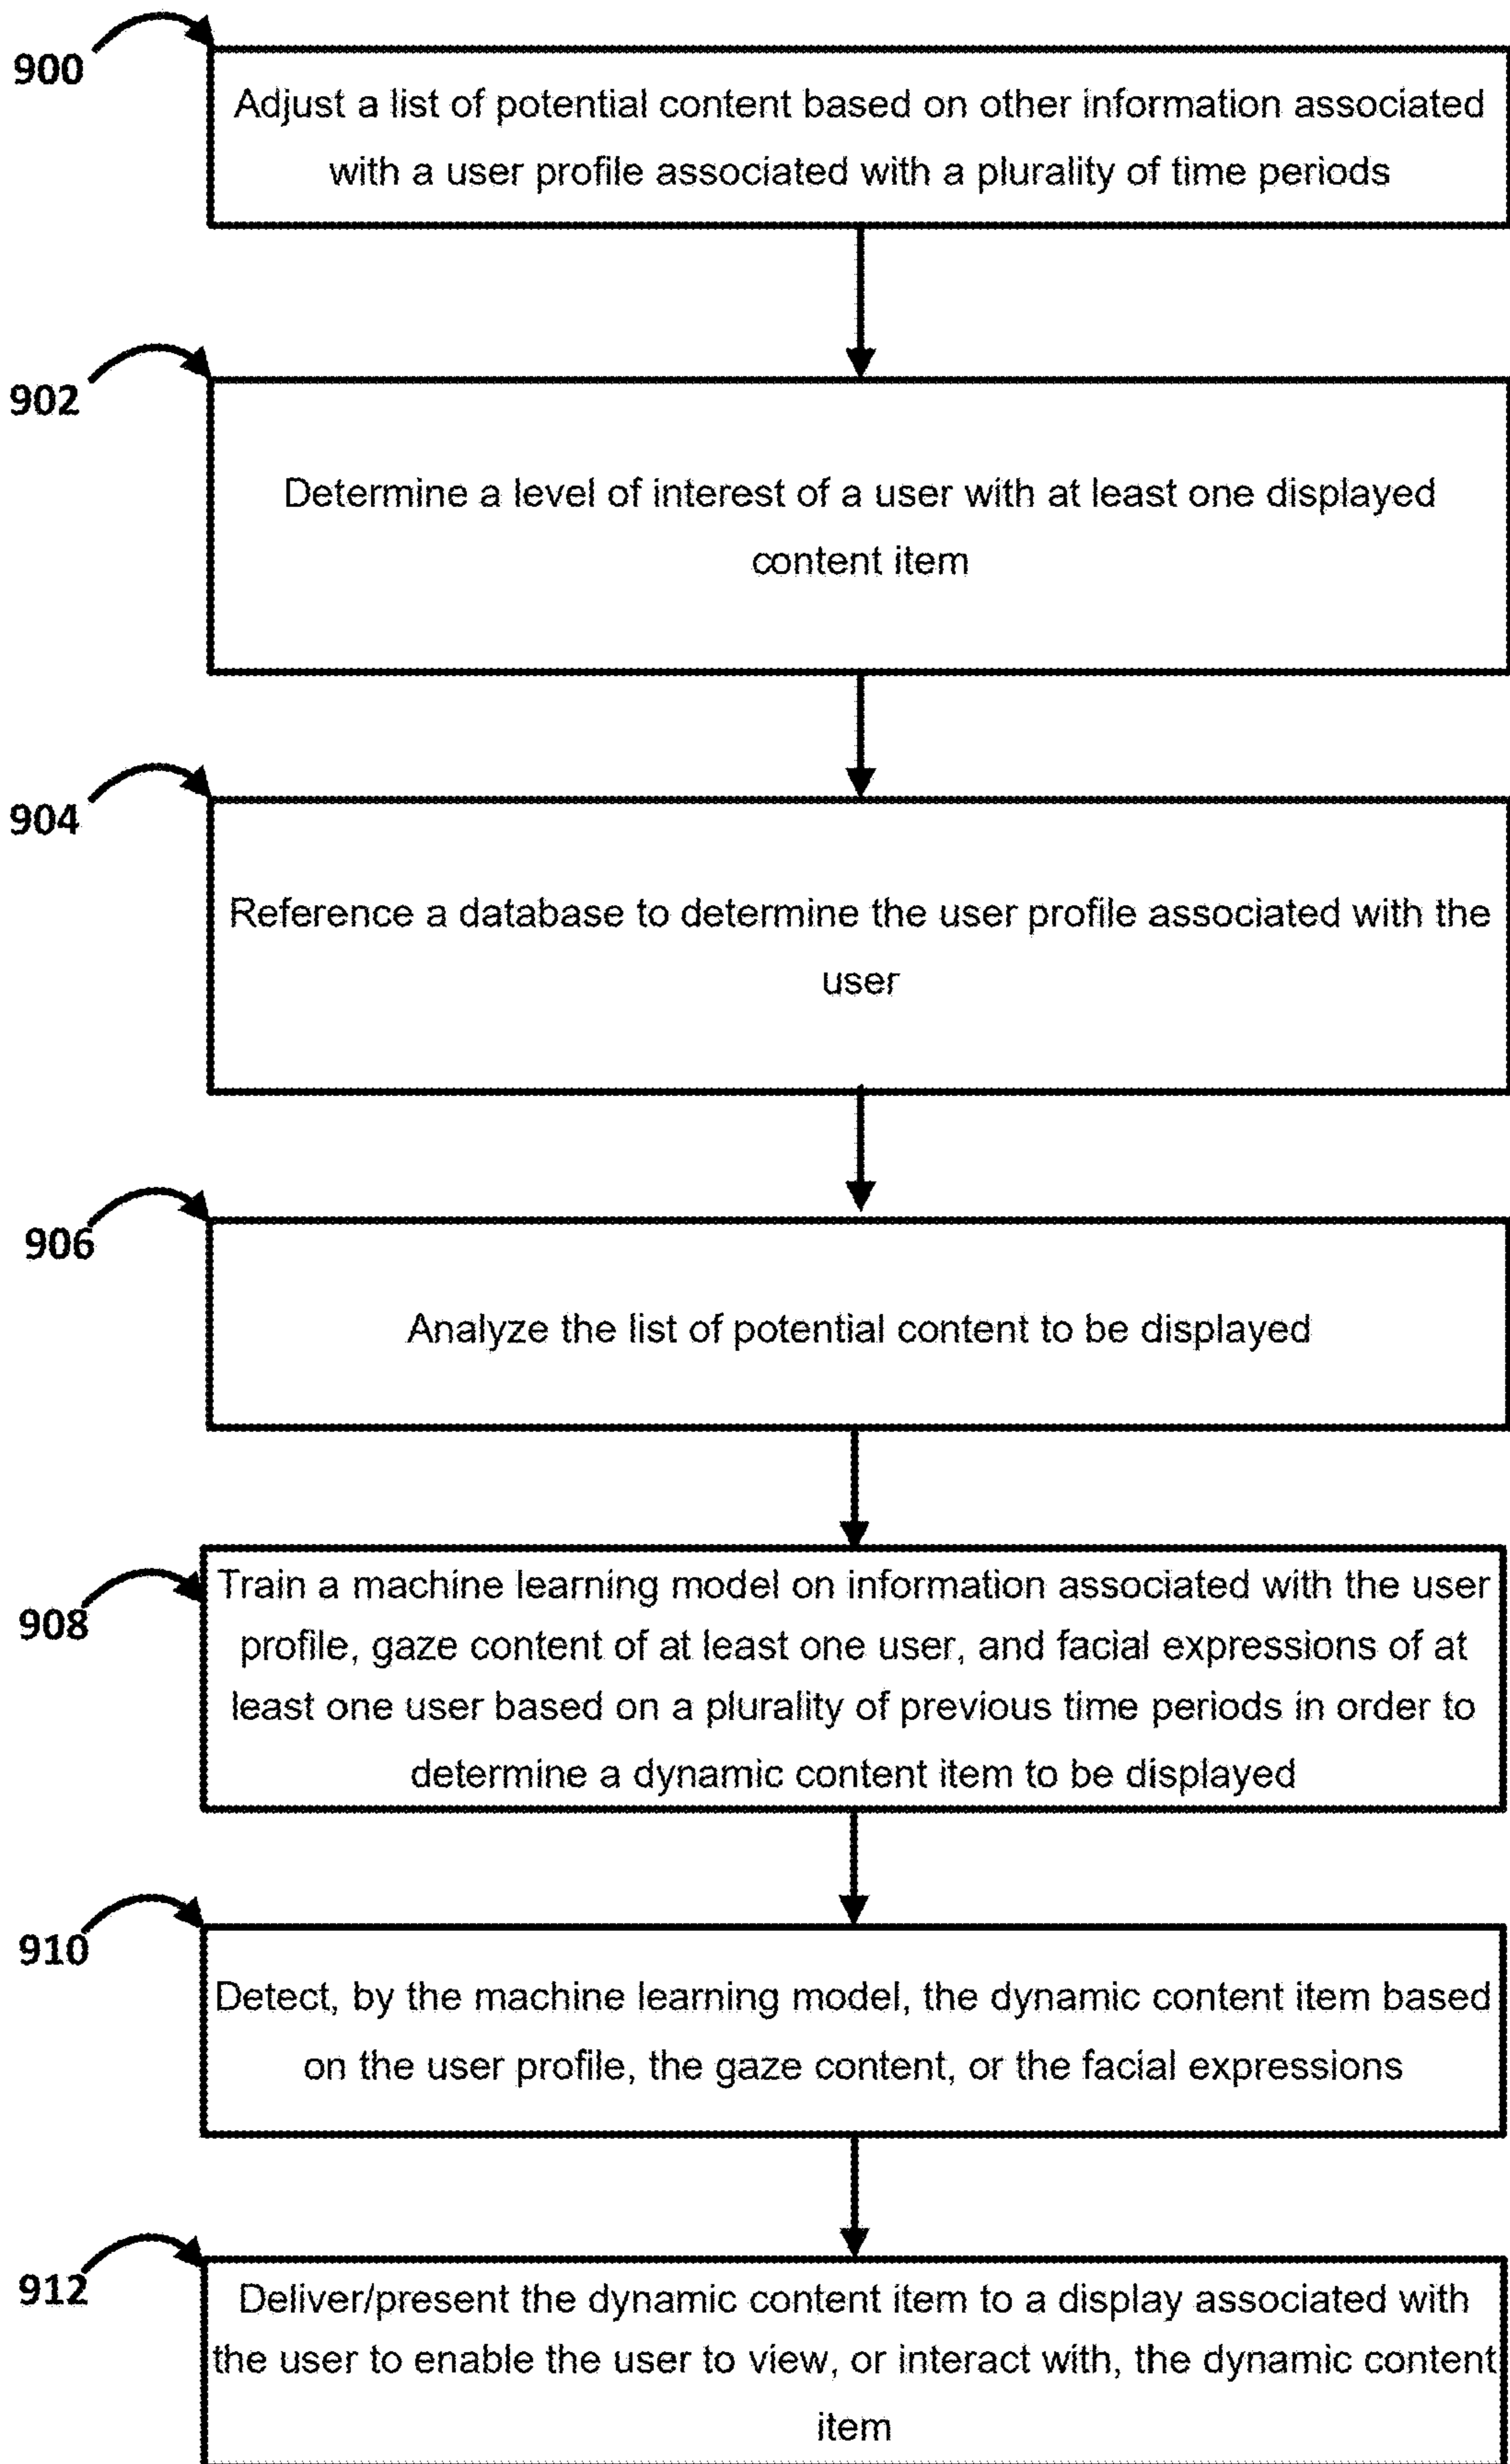 900
Adjust a list of potential content based on other information associated
with a user profile associated with a plurality of time periods
902
Determine a level of interest of a user with at least one displayed
content item
904
Reference a database to determine the user profile associated with the
user
906
Analyze the list of potential content to be displayed
908
Train a machine learning model on information associated with the user
profile, gaze content of at least one user, and facial expressions of at
least one user based on a plurality of previous time periods in order to
determine a dynamic content item to be displayed
910
Detect, by the machine learning model, the dynamic content item based
on the user profile, the gaze content, or the facial expressions
912
Deliver/present the dynamic content item to a display associated with
the user to enable the user to view, or interact with, the dynamic content
item